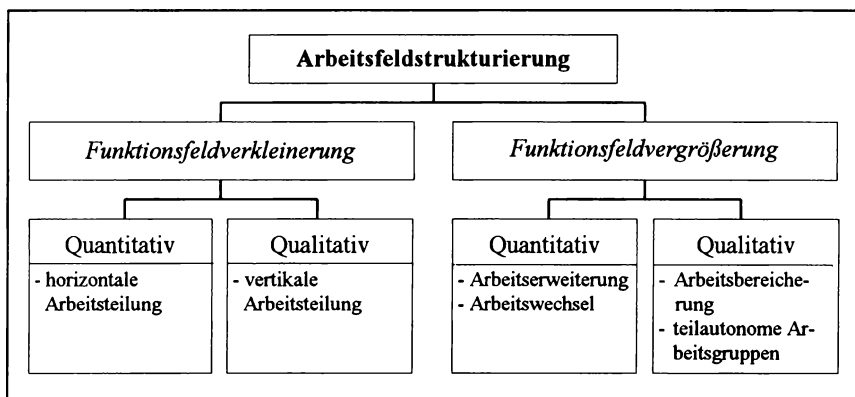 Arbeitsfeldstrukturierung
Funktionsfeldverkleinerung
Funktionsfeldvergrößerung
Quantitativ
- horizontale
Arbeitsteilung
Qualitativ
- vertikale
Arbeitsteilung
Quantitativ
- Arbeitserweiterung
- Arbeitswechsel
Qualitativ
- Arbeitsbereiche-
rung
- teilautonome Ar-
beitsgruppen